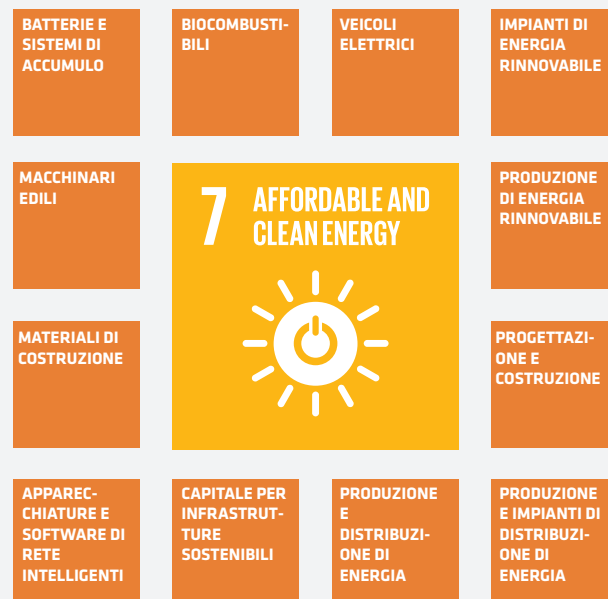 BATTERIE E
SISTEMI DI
ACCUMULO
BIOCOMBUSTI-
BILI
VEICOLI
ELETTRICI
IMPIANTI DI
ENERGIA
RINNOVABILE
MACCHINARI
EDILI
7 AFFORDABLE AND
CLEAN ENERGY
PRODUZIONE
DI ENERGIA
RINNOVABILE
MATERIALI DI
COSTRUZIONE
PROGETTAZI-
ONE E
COSTRUZIONE
APPAREC-
CHIATURE E
SOFTWARE DI
RETE
INTELLIGENTI
CAPITALE PER
INFRASTRUT-
TURE
SOSTENIBILI
PRODUZIONE
E
DISTRIBUZI-
ONE DI
ENERGIA
PRODUZIONE
E IMPIANTI DI
DISTRIBUZI-
ONE DI
ENERGIA